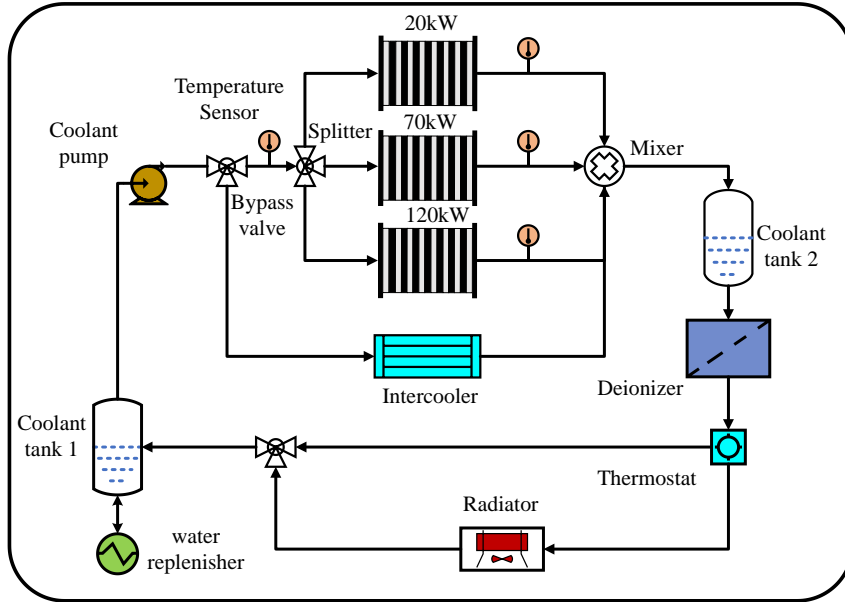 20kW
Temperature
Sensor
Splitter
70kW
Coolant
pump
Mixer
Bypass
valve
120kW
Coolant
tank 2
Intercooler
Deionizer
Coolant
tank 1
Thermostat
Radiator
water
replenisher